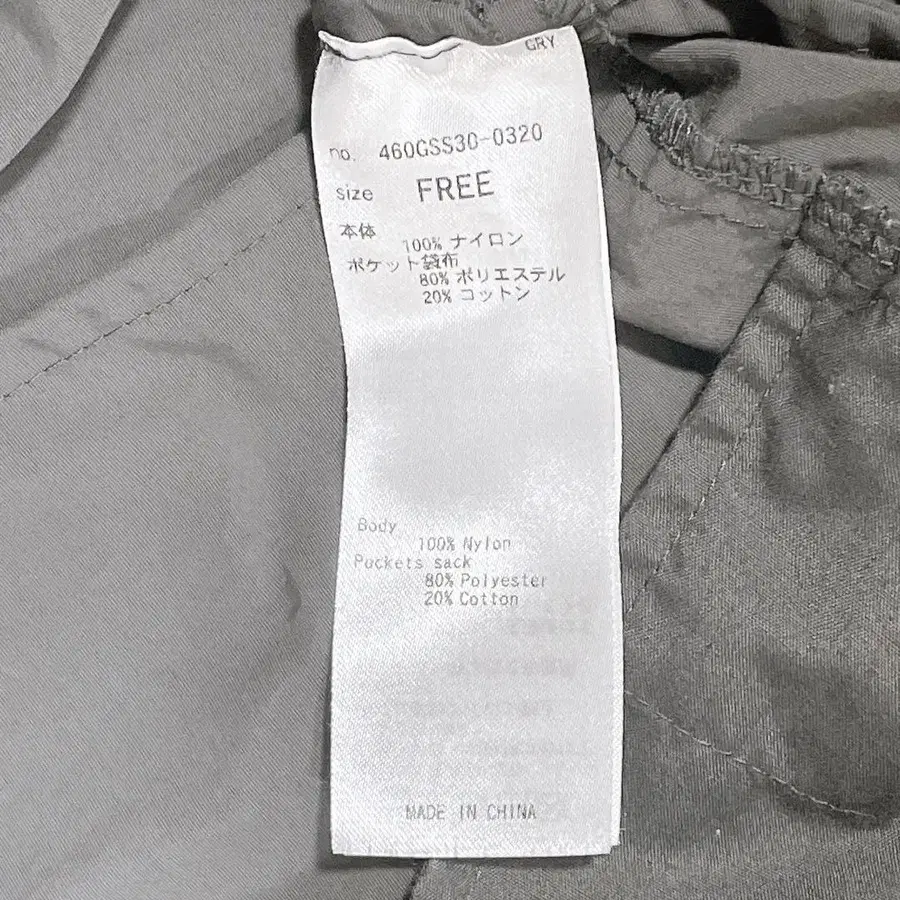 GRY
no. 460GSS30-0320
size FREE
本体
100% ナイロン
ポケット袋布
80% ポリエステル
20% コットン
Body
100% Nylon
Pockets sack
80% Polyester
20% Cotton
MADE IN CHINA